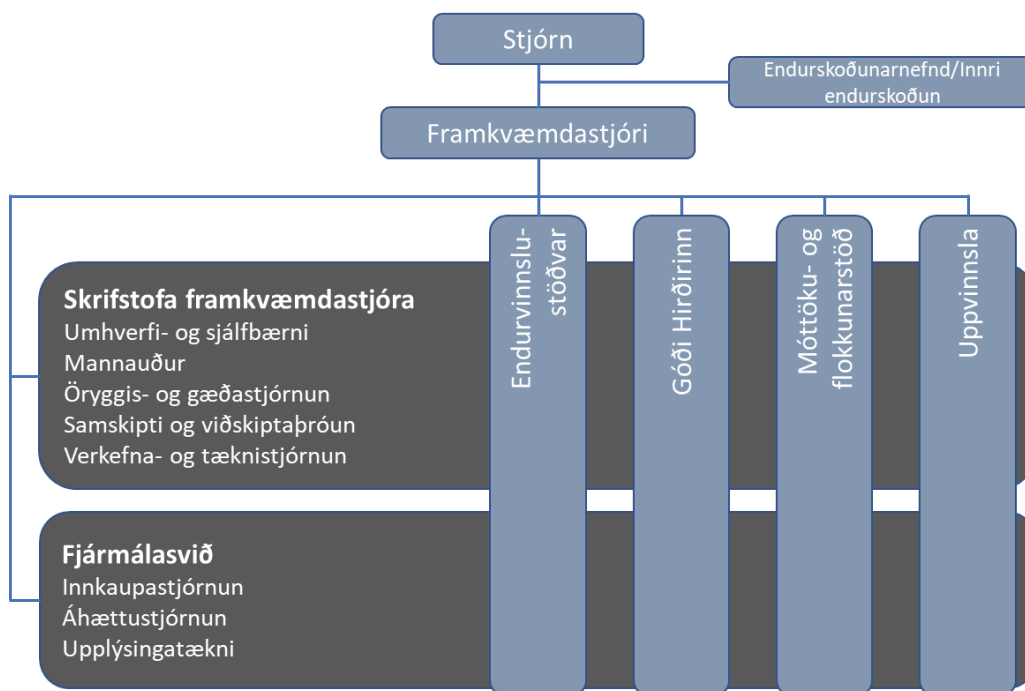 Stjórn
Endurskoðunarnefnd/Innri
endurskoðun
Framkvæmdastjóri
Endurvinnslu-
stöðvar
Góði Hirðirinn
Móttöku- og
flokkunarstöð
Uppvinnsla
Skrifstofa framkvæmdastjóra
Umhverfi- og sjálfbærni
Mannauður
Öryggis- og gæðastjórnun
Samskipti og viðskiptaþróun
Verkefna- og tæknistjórnun
Fjármálasvið
Innkaupastjórnun
Áhættustjórnun
Upplýsingatækni